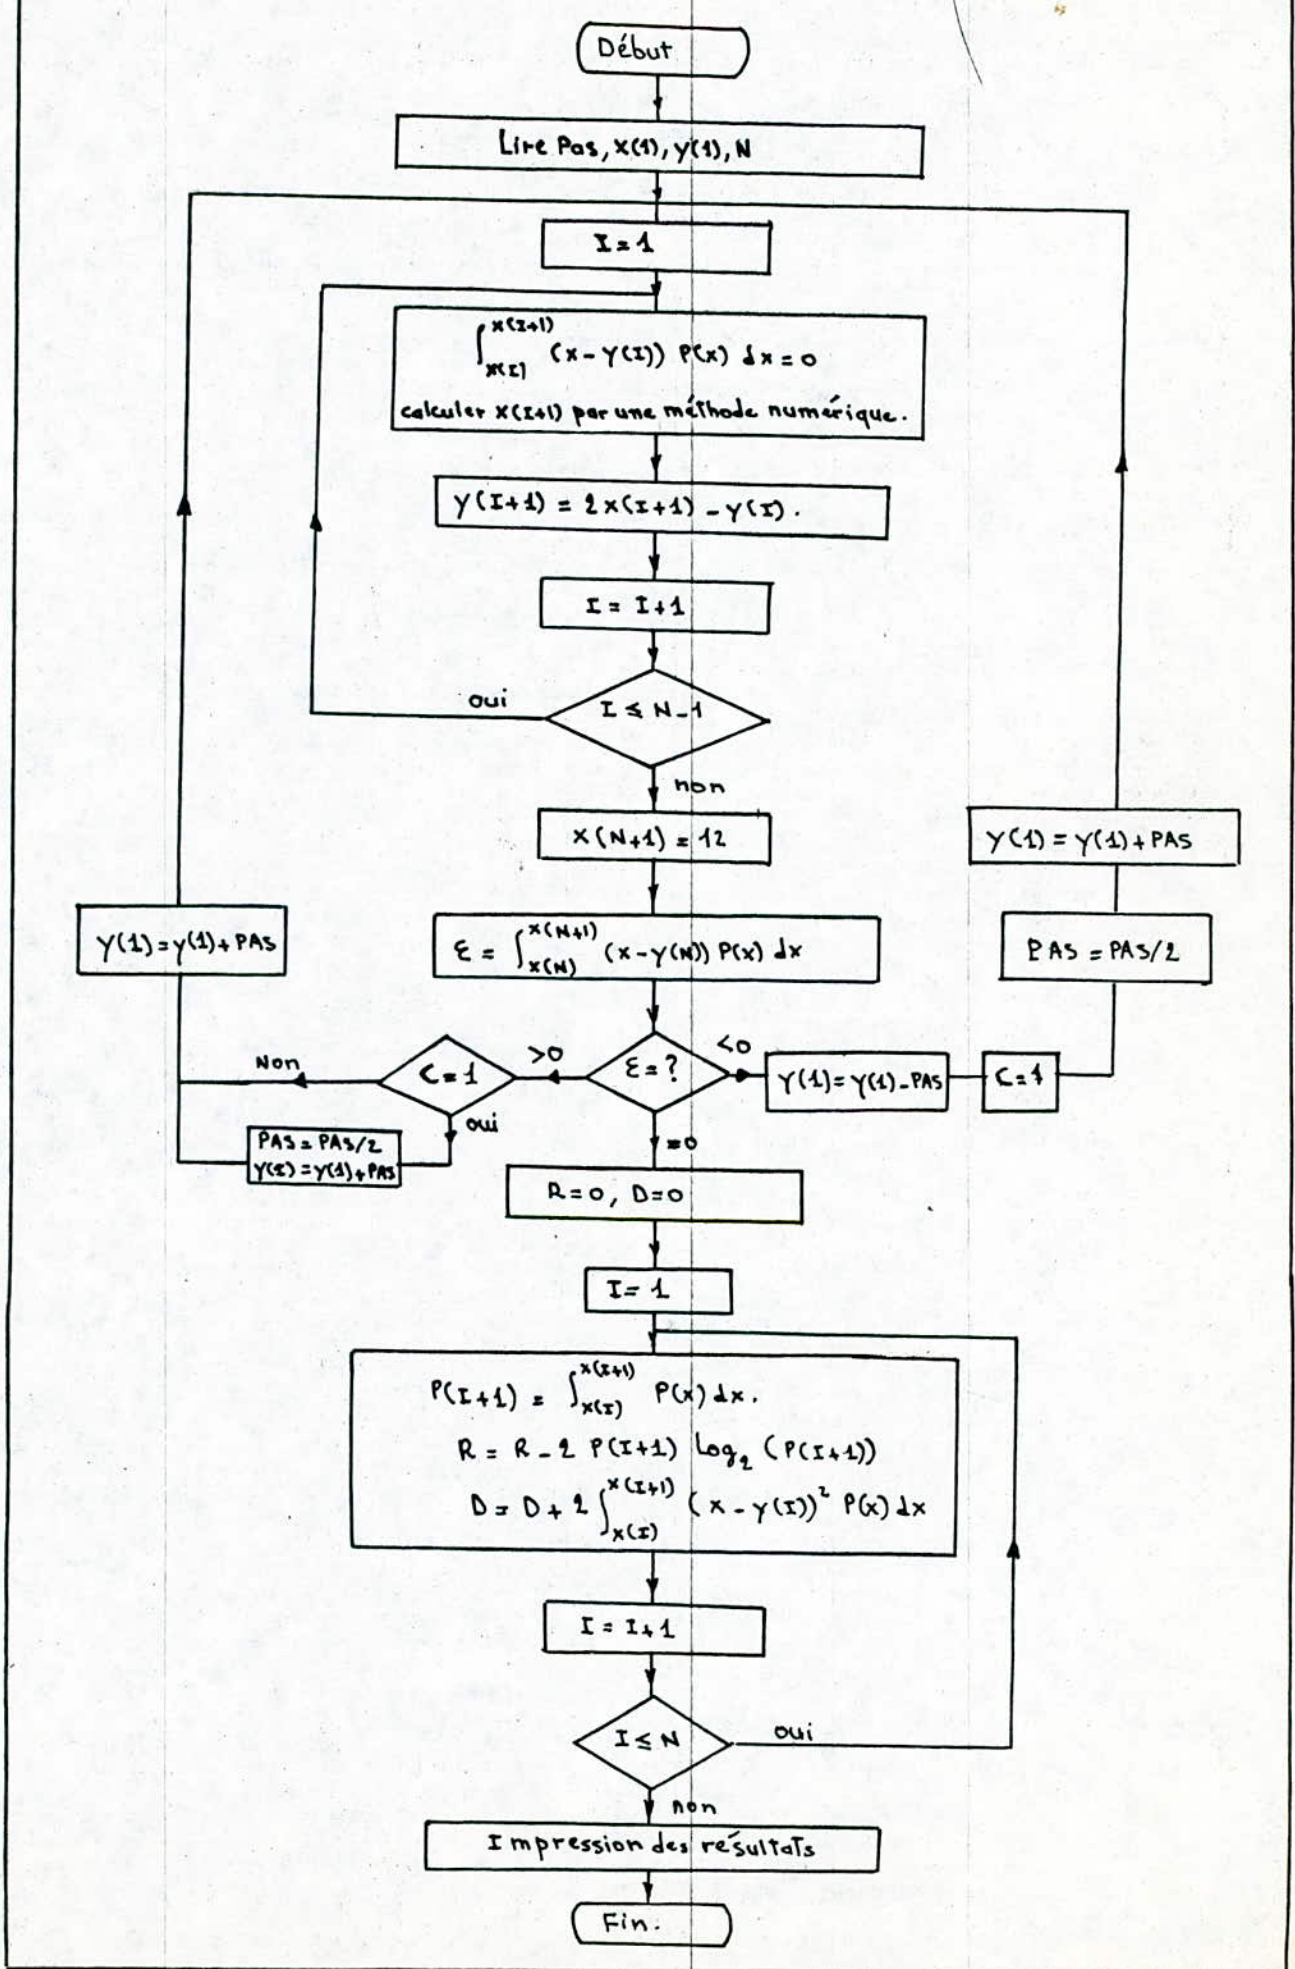 Début
Lire Pas, x(1), y(1), N
I = 1
∫ x(I) x(I+1) (x - y(I)) P(x) dx = 0
calculer x(I+1) par une méthode numérique.
y(I+1) = 2x(I+1) - y(I).
I = I+1
I ≤ N-1
oui
non
X(N+1) = 12
Y(1) = y(1) + PAS
Y(1) = y(1) + PAS
ε = ∫ x(N) x(N+1) (x - y(N)) P(x) dx
PAS = PAS/2
Non
C = 1
>0
ε = ?
<0
Y(1) = Y(1) - PAS
C = 1
oui
PAS = PAS/2
Y(1) = Y(1) + PAS
=0
R = 0, D = 0
I = 1
P(I+1) = ∫ x(I) x(I+1) P(x) dx.
R = R - 2 P(I+1) Log₂ (P(I+1))
D = D + 2 ∫ x(I) x(I+1) (x - y(I))² P(x) dx
I = I+1
I ≤ N
oui
non
Impression des résultats
Fin.